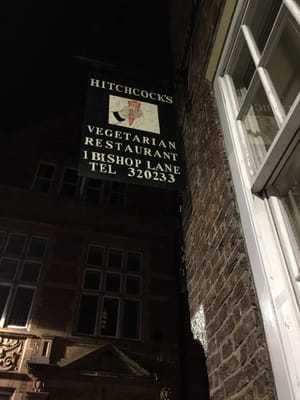 HITCHCOCK'S
VEGETARIAN
RESTAURANT
1 BISHOP LANE
TEL 320233